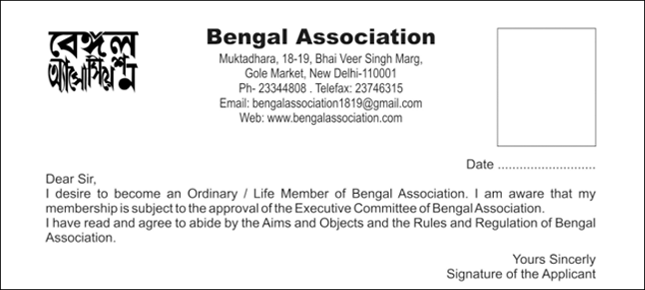 বেঙ্গল
অ্যাসোসিয়েশন
Bengal Association
Muktadhara, 18-19, Bhai Veer Singh Marg,
Gole Market, New Delhi-110001
Ph- 23344808 . Telefax: 23746315
Email: bengalassociation1819@gmail.com
Web: www.bengalassociation.com
Date ............................
Dear Sir,
I desire to become an Ordinary / Life Member of Bengal Association. I am aware that my
membership is subject to the approval of the Executive Committee of Bengal Association.
I have read and agree to abide by the Aims and Objects and the Rules and Regulation of Bengal
Association.
Yours Sincerly
Signature of the Applicant